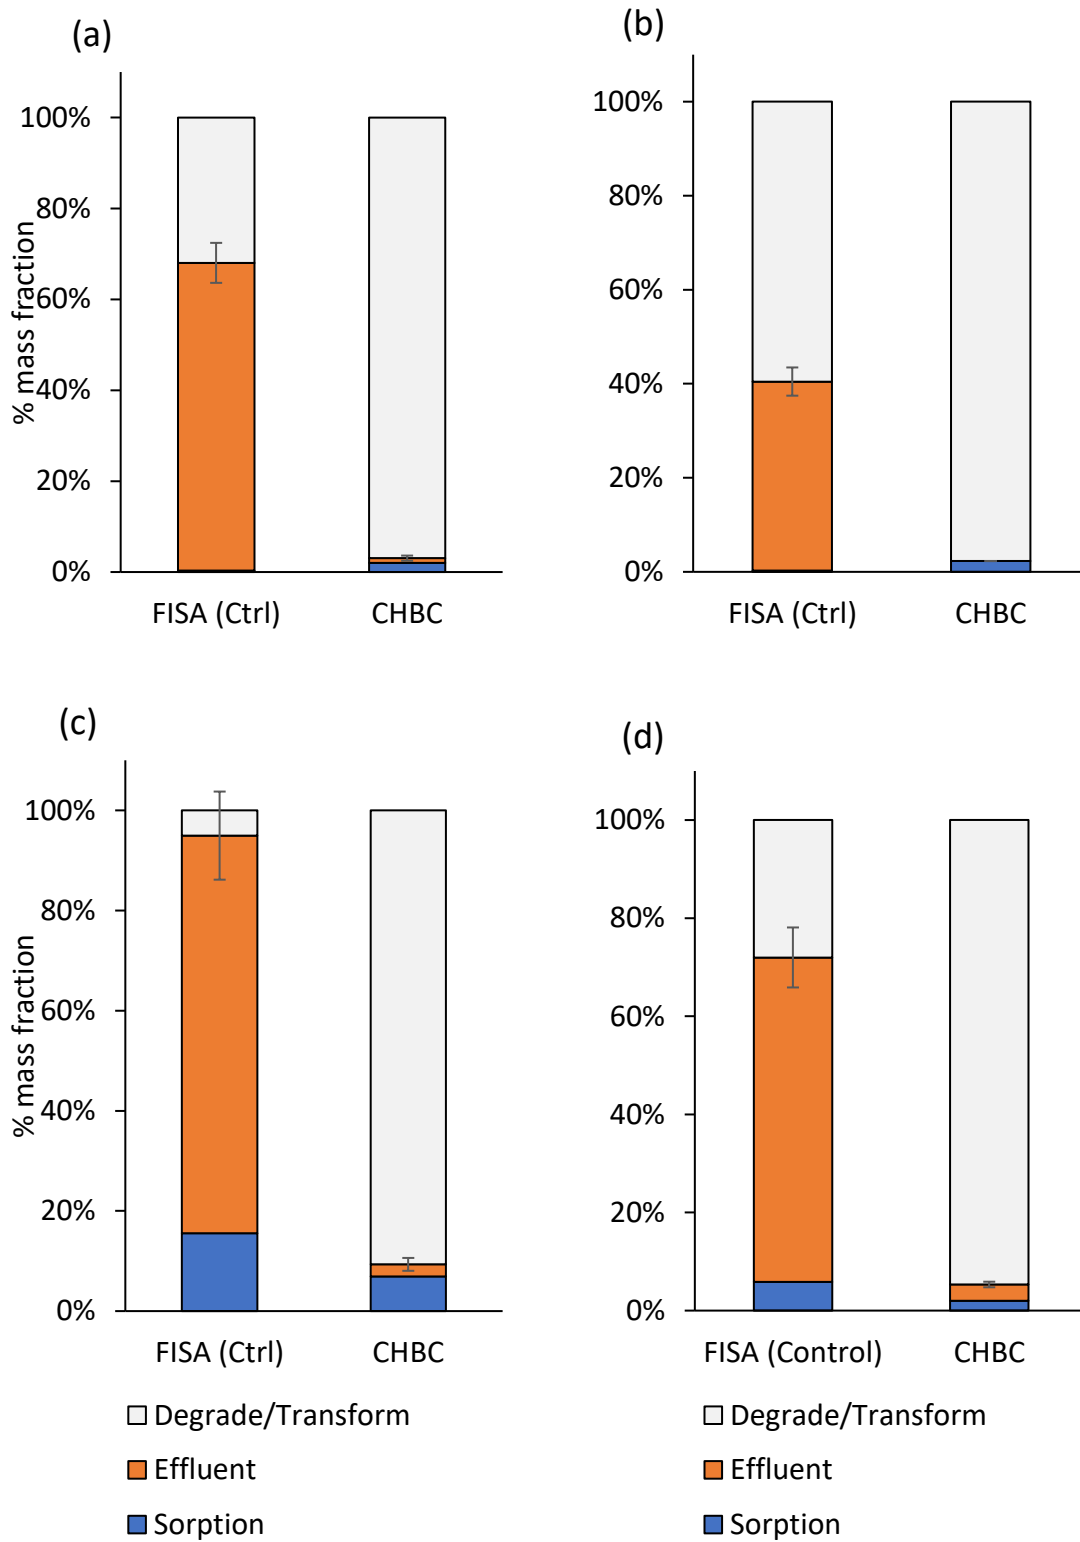 (a)
% mass fraction
100%
80%
60%
40%
20%
0%
FISA (Ctrl)
CHBC
(b)
100%
80%
60%
40%
20%
0%
FISA (Ctrl)
CHBC
(c)
% mass fraction
100%
80%
60%
40%
20%
0%
FISA (Ctrl)
CHBC
Degrade/Transform
Effluent
Sorption
(d)
100%
80%
60%
40%
20%
0%
FISA (Control)
CHBC
Degrade/Transform
Effluent
Sorption